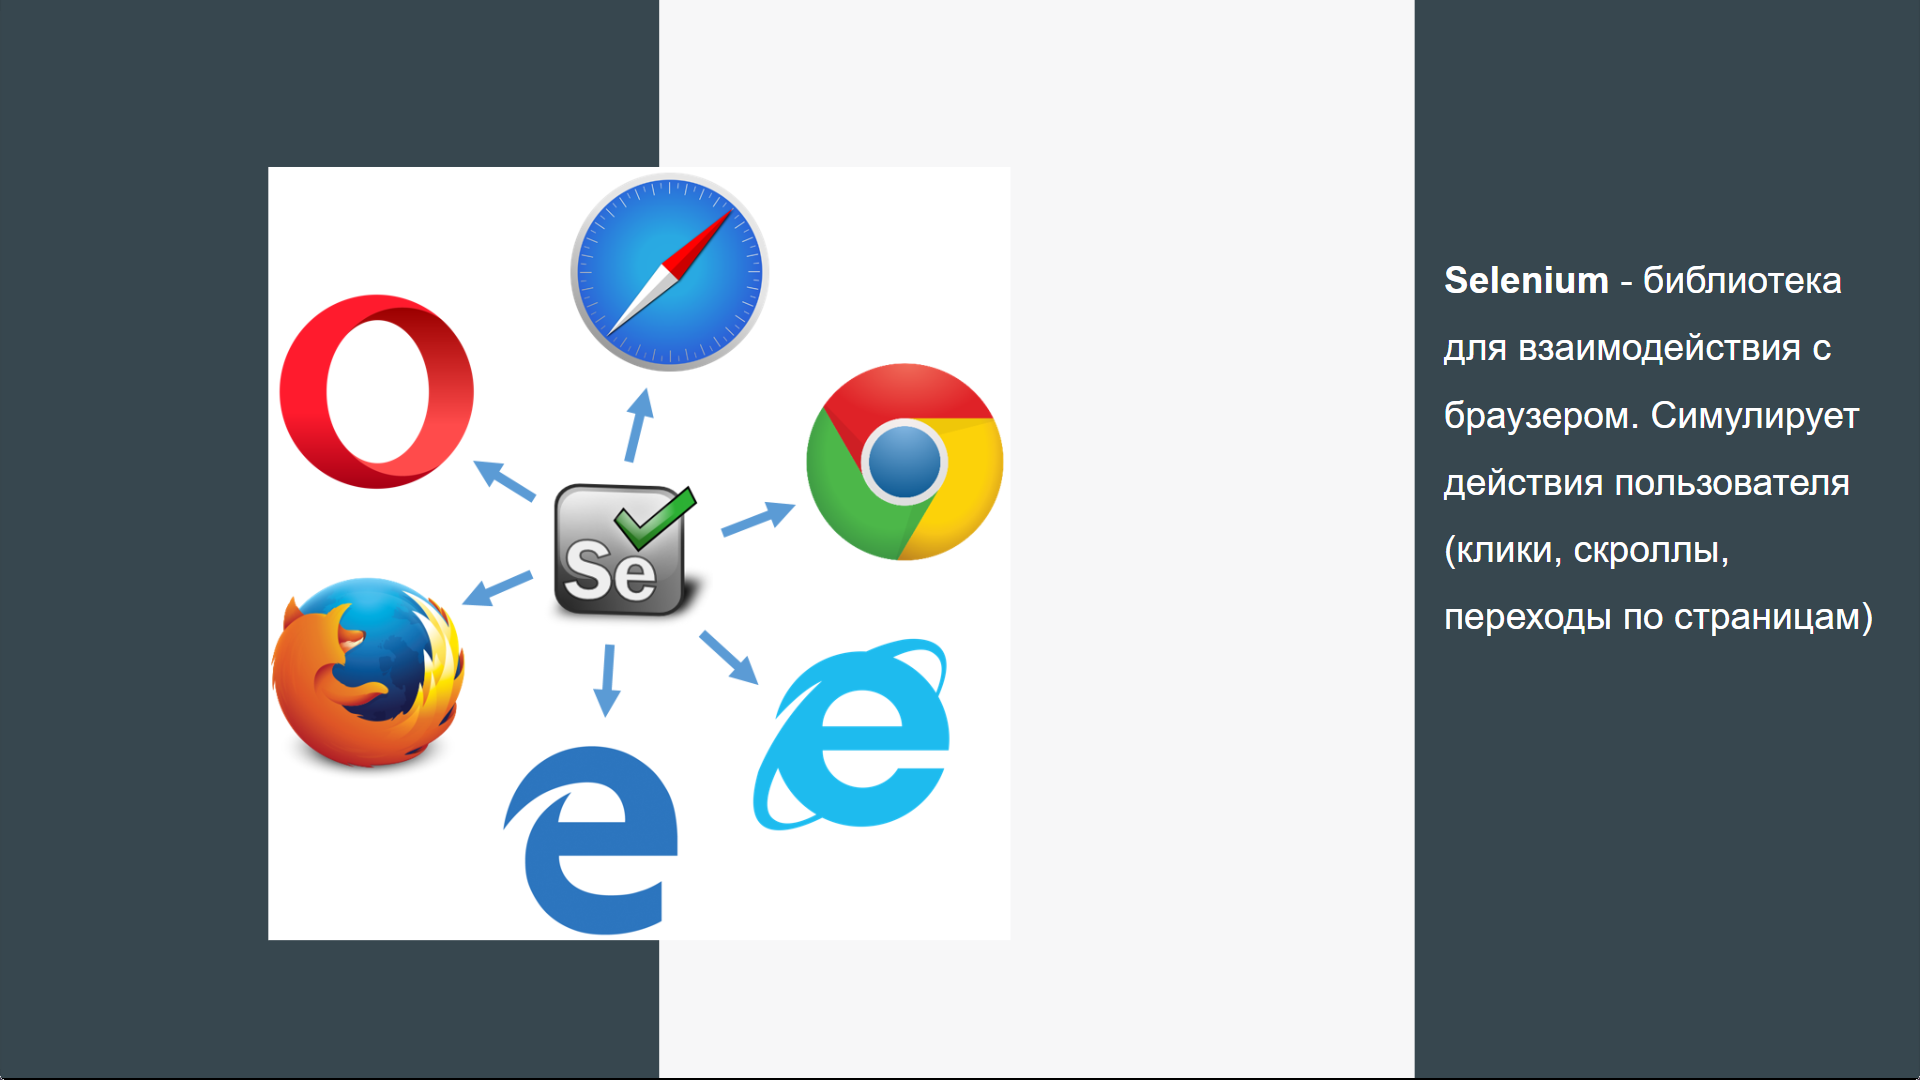 Se
Selenium - библиотека
для взаимодействия с
браузером. Симулирует
действия пользователя
(клики, скроллы,
переходы по страницам)